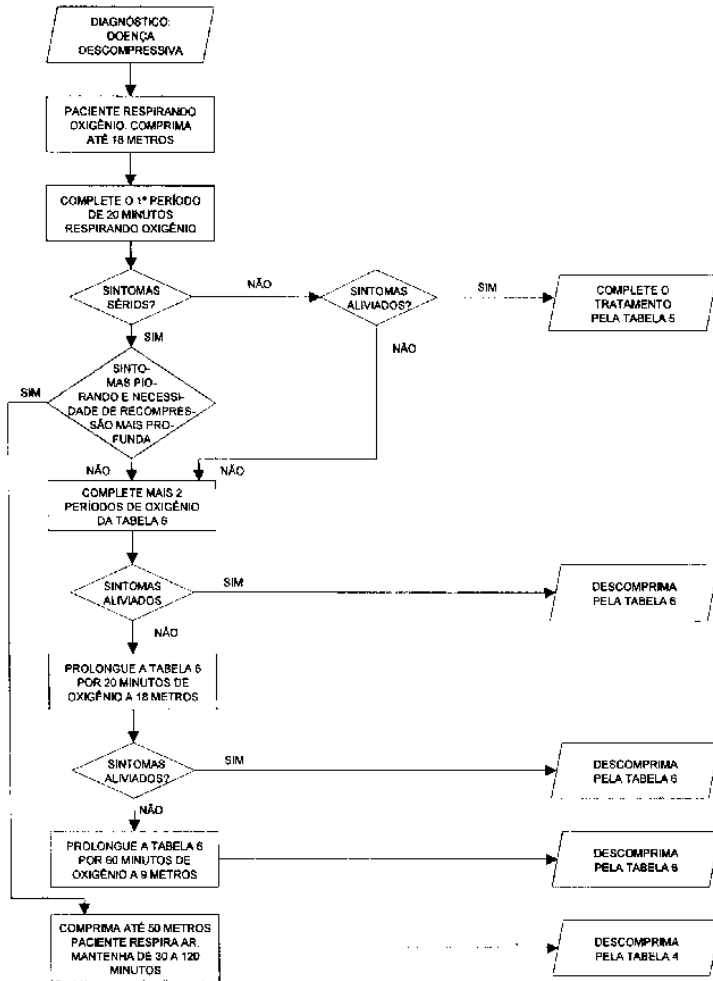 DIAGNÓSTICO:
DOENÇA
DESCOMPRESSIVA
PACIENTE RESPIRANDO
OXIGÊNIO. COMPRIMA
ATÉ 18 METROS
COMPLETE O 1º PERÍODO
DE 20 MINUTOS
RESPIRANDO OXIGÊNIO
SINTOMAS
SÉRIOS?
NÃO
SINTOMAS
ALIVIADOS?
SIM
COMPLETE O
TRATAMENTO
PELA TABELA 5
SIM
NÃO
SIM
SINTO-
MAS PIO-
RANDO E NECESSI-
DADE DE RECOMPRES-
SÃO MAIS PRO-
FUNDA
NÃO
NÃO
COMPLETE MAIS 2
PERÍODOS DE OXIGÊNIO
DA TABELA 6
SINTOMAS
ALIVIADOS
SIM
DESCOMPRIMA
PELA TABELA 6
NÃO
PROLONGUE A TABELA 6
POR 20 MINUTOS DE
OXIGÊNIO A 18 METROS
SINTOMAS
ALIVIADOS?
SIM
DESCOMPRIMA
PELA TABELA 6
NÃO
PROLONGUE A TABELA 6
POR 60 MINUTOS DE
OXIGÊNIO A 9 METROS
DESCOMPRIMA
PELA TABELA 6
COMPRIMA ATÉ 50 METROS
PACIENTE RESPIRA AR.
MANTENHA DE 30 A 120
MINUTOS
DESCOMPRIMA
PELA TABELA 4